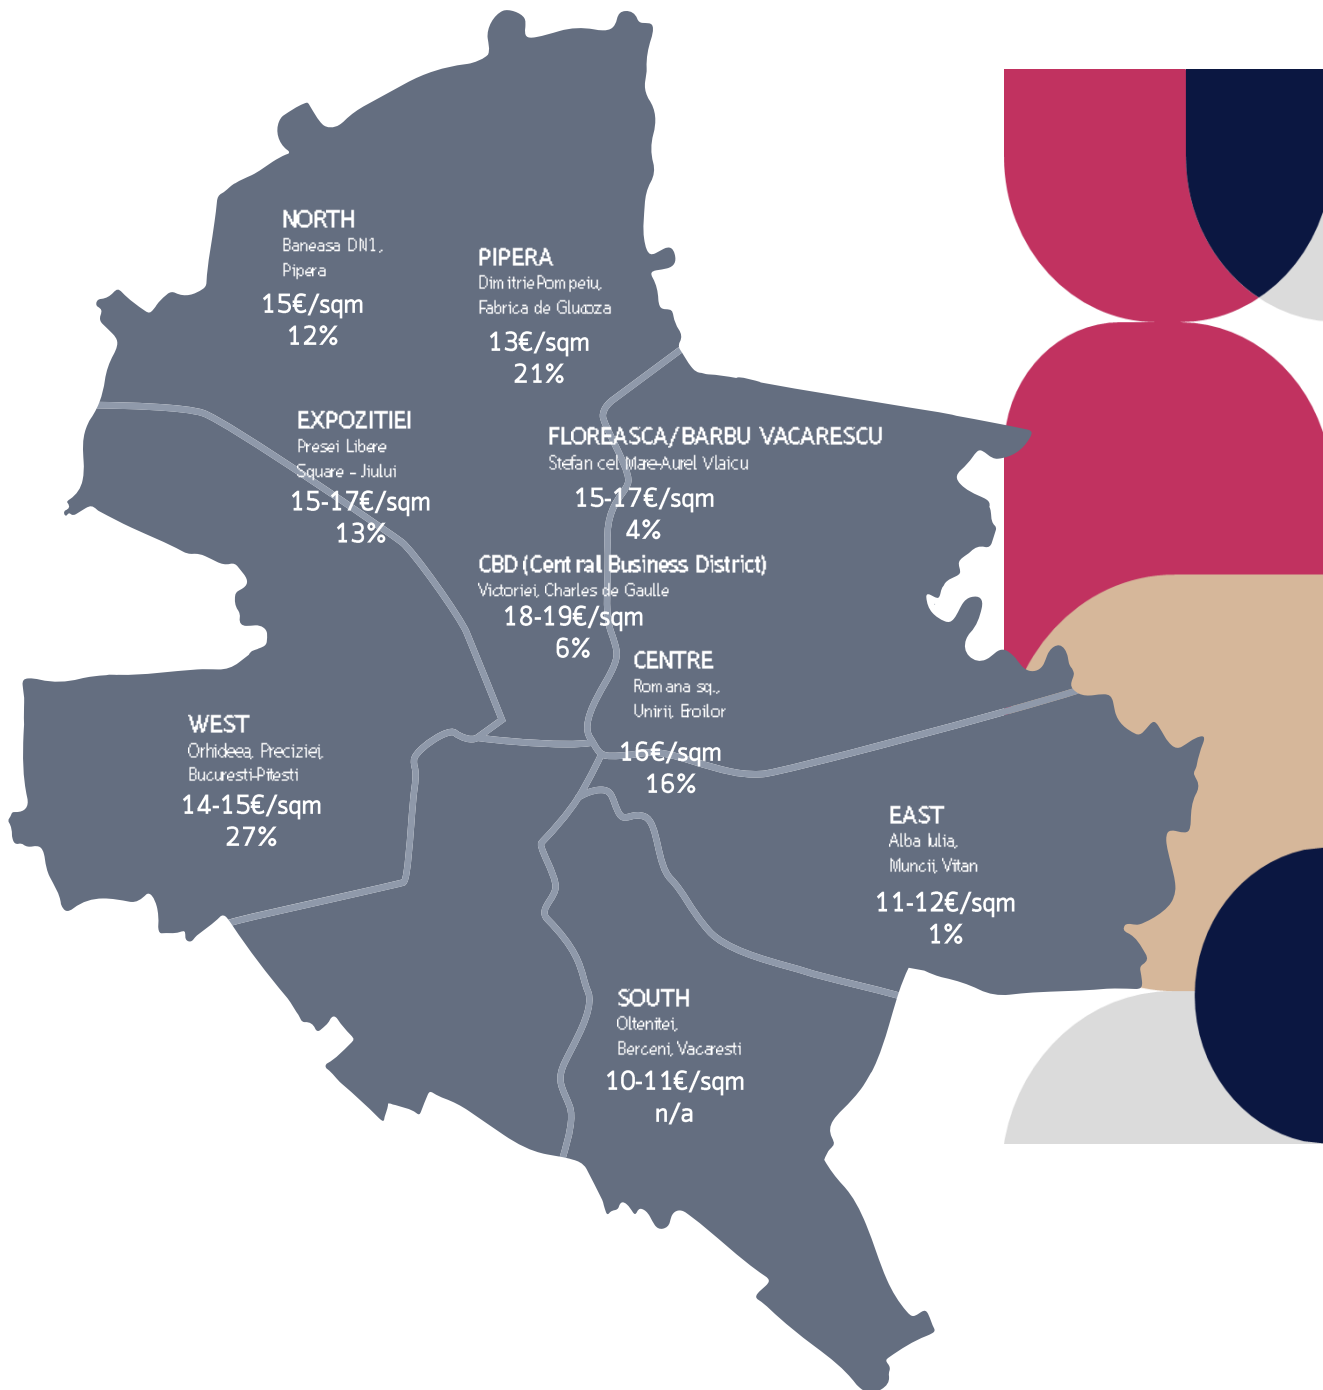 NORTH
Baneasa DN1,
Pipera
15€/sqm
12%
PIPERA
Dimitrie Pompeiu,
Fabrica de Glucoza
13€/sqm
21%
EXPOZITIEI
Presei Libere
Square - Jiului
15-17€/sqm
13%
FLOREASCA/BARBU VACARESCU
Stefan cel Mare-Aurel Vlaicu
15-17€/sqm
4%
CBD (Central Business District)
Victoriei, Charles de Gaulle
18-19€/sqm
6%
CENTRE
Romana sq.,
Unirii, Eroilor
16€/sqm
16%
WEST
Orhideea, Preciziei,
Bucuresti-Pitesti
14-15€/sqm
27%
EAST
Alba Iulia,
Muncii, Vitan
11-12€/sqm
1%
SOUTH
Oltenitei,
Berceni, Vacaresti
10-11€/sqm
n/a